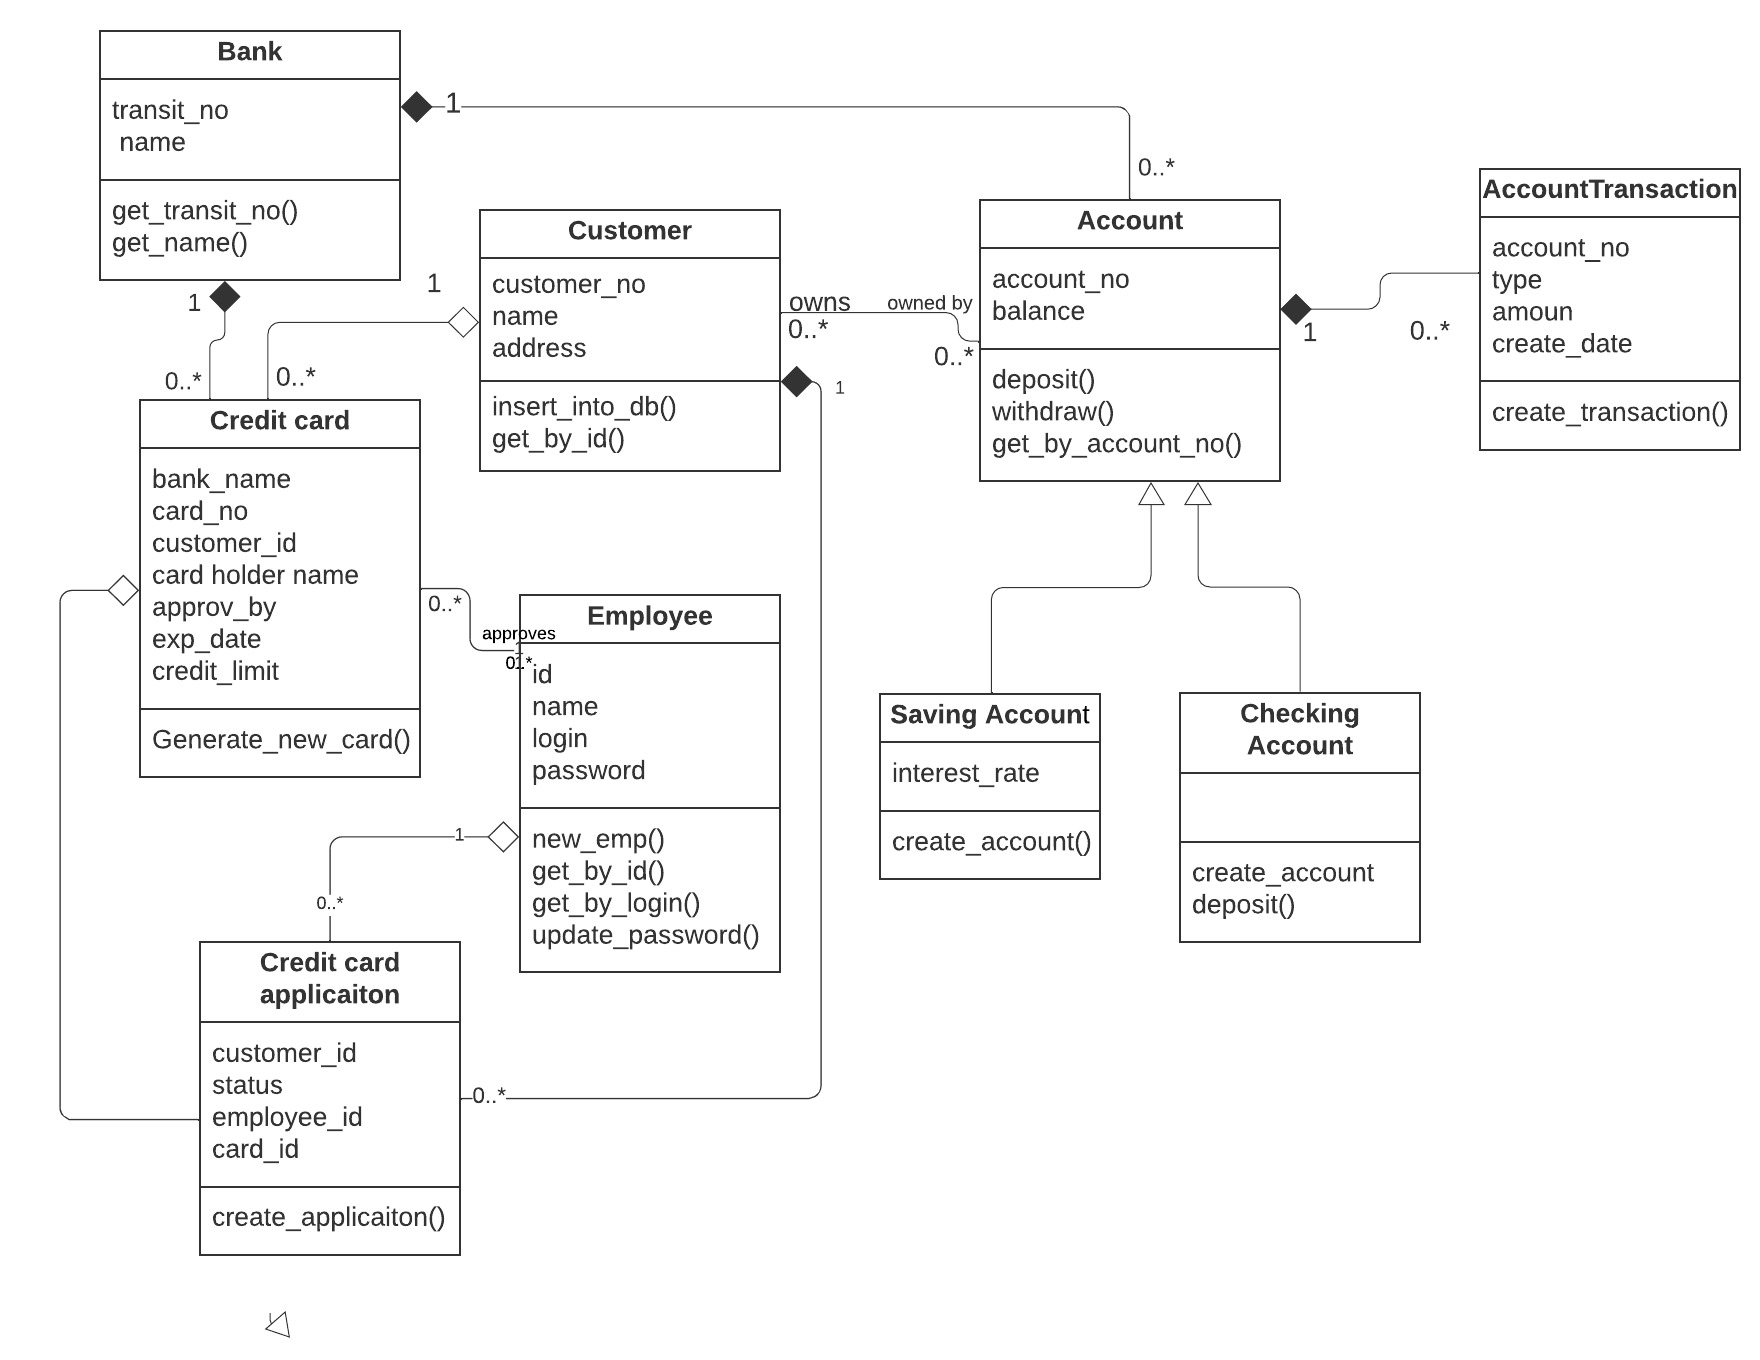 Bank
transit_no
name
get_transit_no()
get_name()
1
0..*
1
0..*
1
0..*
Customer
customer_no
name
address
insert_into_db()
get_by_id()
owns
0..*
owned by
0..*
1
Account
account_no
balance
deposit()
withdraw()
get_by_account_no()
1
0..*
AccountTransaction
account_no
type
amoun
create_date
create_transaction()
Credit card
bank_name
card_no
customer_id
card holder name
approv_by
exp_date
credit_limit
Generate_new_card()
0..*
approves
Employee
id
name
login
password
new_emp()
get_by_id()
get_by_login()
update_password()
1
0..*
Saving Account
interest_rate
create_account()
Checking
Account
create_account
deposit()
Credit card
applicaiton
customer_id
status
employee_id
card_id
create_applicaiton()
0..*